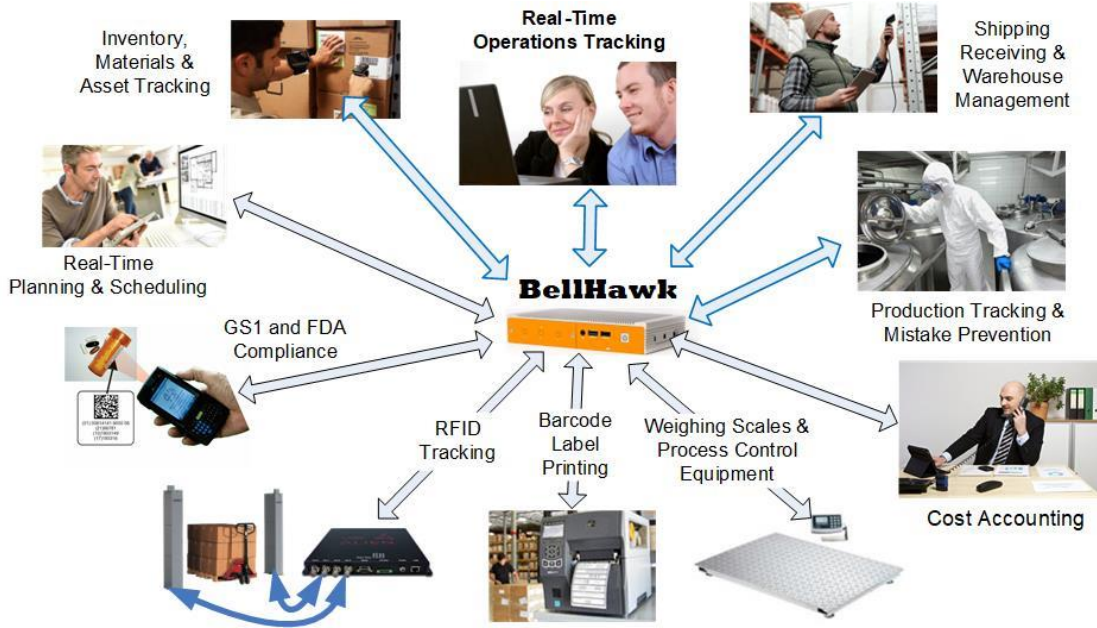 Inventory,
Materials &
Asset Tracking
Real-Time
Operations Tracking
Shipping
Receiving &
Warehouse
Management
Real-Time
Planning & Scheduling
BellHawk
Production Tracking &
Mistake Prevention
GS1 and FDA
Compliance
RFID
Tracking
Barcode
Label
Printing
Weighing Scales &
Process Control
Equipment
Cost Accounting